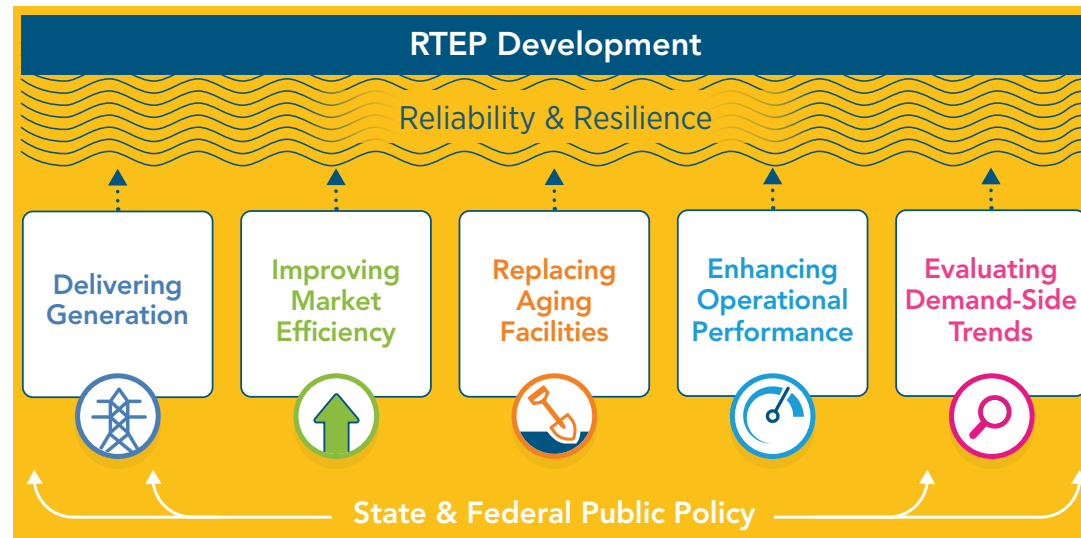 RTEP Development
Reliability & Resilience
Delivering
Generation
Improving
Market
Efficiency
Replacing
Aging
Facilities
Enhancing
Operational
Performance
Evaluating
Demand-Side
Trends
State & Federal Public Policy